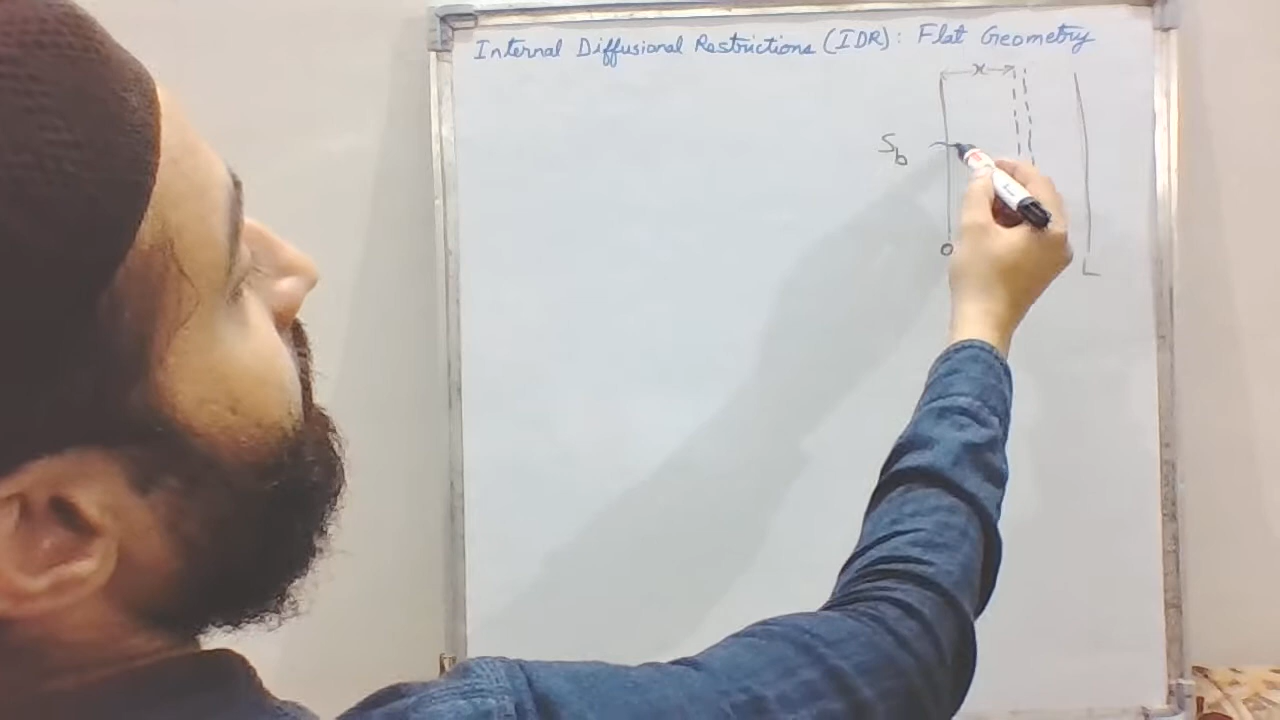 Internal Diffusional Restrictions (IDR): Flat Geometry
x
Sb
0
L